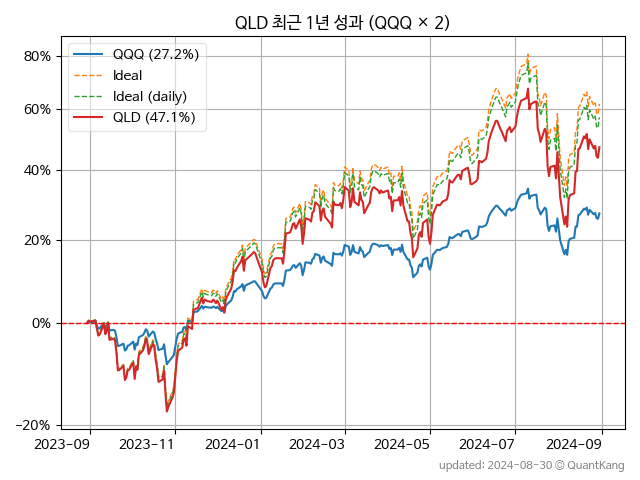 QLD 최근 1년 성과 (QQQ × 2)
QQQ (27.2%)
Ideal
Ideal (daily)
QLD (47.1%)
80%
60%
40%
20%
0%
−20%
2023-09 2023-11 2024-01 2024-03 2024-05 2024-07 2024-09
updated: 2024-08-30 © QuantKang